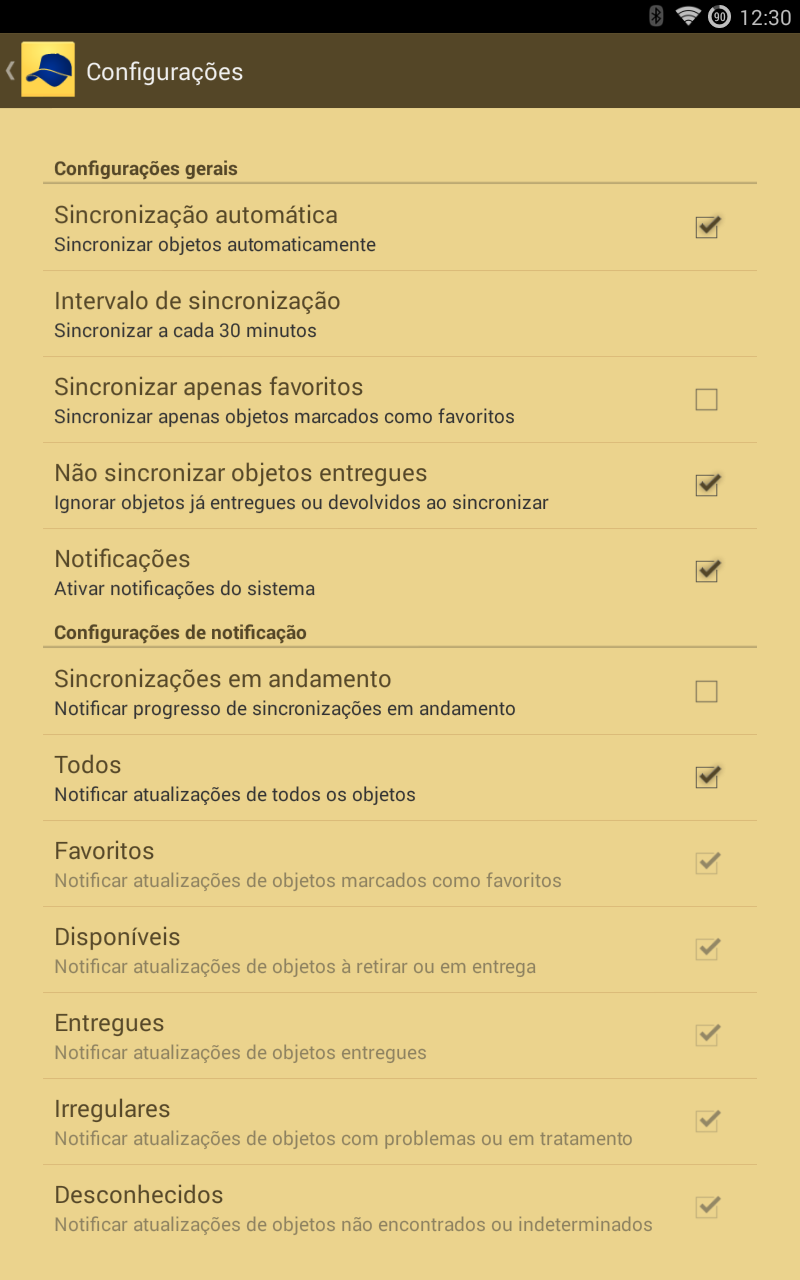 90 12:30
Configurações
Configurações gerais
Sincronização automática
Sincronizar objetos automaticamente
Intervalo de sincronização
Sincronizar a cada 30 minutos
Sincronizar apenas favoritos
Sincronizar apenas objetos marcados como favoritos
Não sincronizar objetos entregues
Ignorar objetos já entregues ou devolvidos ao sincronizar
Notificações
Ativar notificações do sistema
Configurações de notificação
Sincronizações em andamento
Notificar progresso de sincronizações em andamento
Todos
Notificar atualizações de todos os objetos
Favoritos
Notificar atualizações de objetos marcados como favoritos
Disponíveis
Notificar atualizações de objetos à retirar ou em entrega
Entregues
Notificar atualizações de objetos entregues
Irregulares
Notificar atualizações de objetos com problemas ou em tratamento
Desconhecidos
Notificar atualizações de objetos não encontrados ou indeterminados